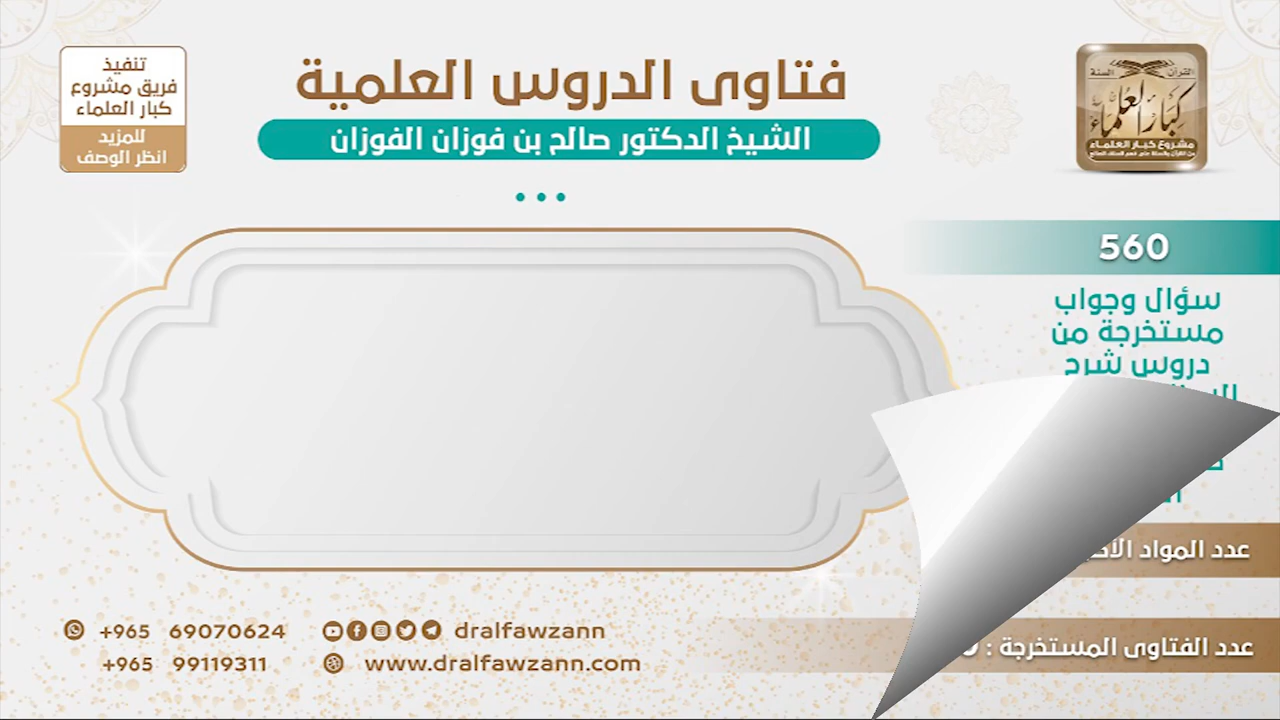 فتاوى الدروس العلمية
الشيخ الدكتور صالح بن فوزان الفوزان
القرآن
السنة
كبار العلماء
مشروع كبار العلماء
تنفيذ
فريق مشروع
كبار العلماء
للمزيد
انظر الوصف
560
سؤال وجواب
مستخرجة من
دروس شرح
عدد المواد
عدد الفتاوى المستخرجة :
dralfawzann
www.dralfawzann.com
+965 69070624
+965 99119311